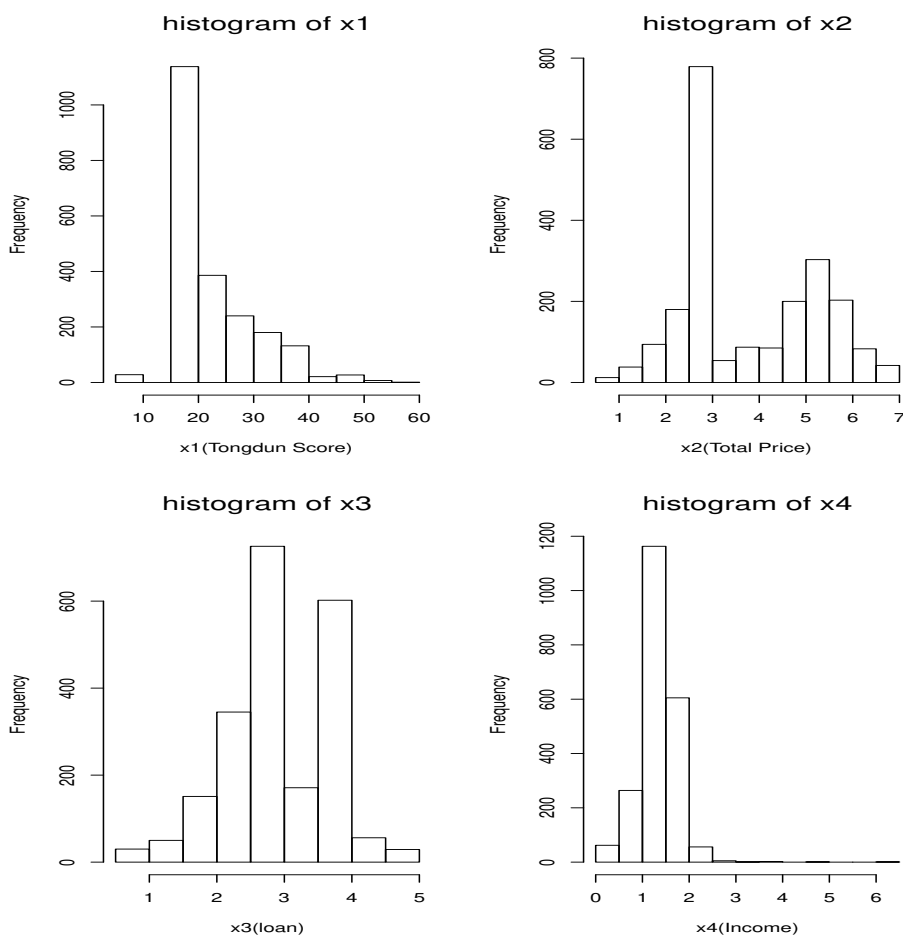 histogram of x1
1000
800
600
400
200
0
Frequency
10 20 30 40 50 60
x1(Tongdun Score)
histogram of x2
800
600
400
200
0
Frequency
1 2 3 4 5 6 7
x2(Total Price)
histogram of x3
600
400
200
0
Frequency
1 2 3 4 5
x3(loan)
histogram of x4
1200
1000
800
600
400
200
0
Frequency
0 1 2 3 4 5 6
x4(Income)